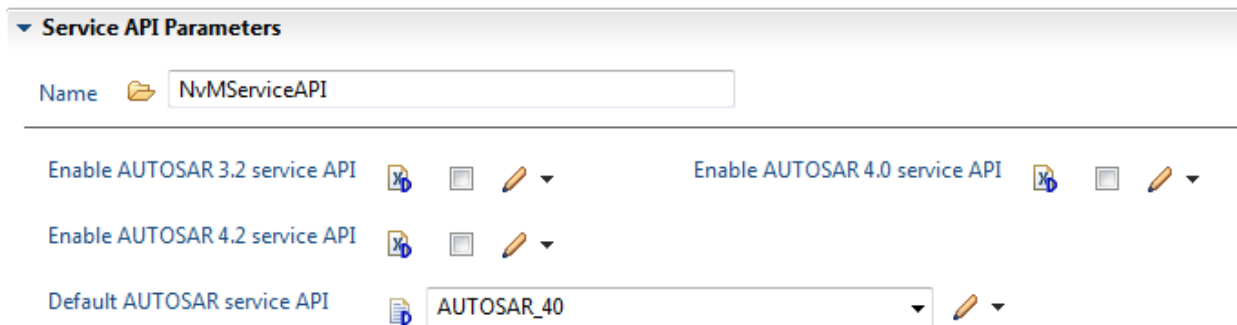 Service API Parameters
Name NvMServiceAPI
Enable AUTOSAR 3.2 service API Enable AUTOSAR 4.0 service API
Enable AUTOSAR 4.2 service API
Default AUTOSAR service API AUTOSAR_40